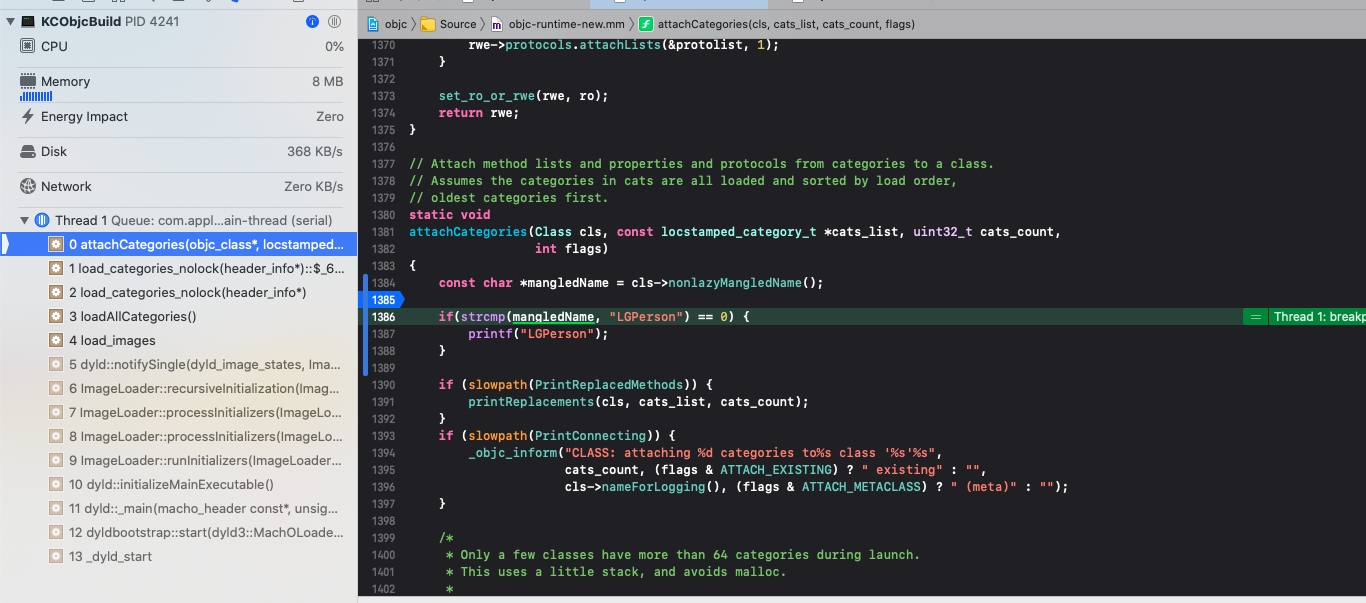 KCObjcBuild PID 4241
CPU 0%
Memory 8 MB
Energy Impact Zero
Disk 368 KB/s
Network Zero KB/s
Thread 1 Queue: com.appl...ain-thread (serial)
0 attachCategories(objc_class*, locstamped...
1 load_categories_nolock(header_info*)::$_6...
2 load_categories_nolock(header_info*)
3 loadAllCategories()
4 load_images
5 dyld::notifySingle(dyld_image_states, Ima...
6 ImageLoader::recursiveInitialization(Imag...
7 ImageLoader::processInitializers(ImageLo...
8 ImageLoader::processInitializers(ImageLo...
9 ImageLoader::runInitializers(ImageLoader...
10 dyld::initializeMainExecutable()
11 dyld::_main(macho_header const*, unsig...
12 dyldbootstrap::start(dyld3::MachOLoade...
13 _dyld_start
objc 〉 Source 〉 m objc-runtime-new.mm 〉 f attachCategories(cls, cats_list, cats_count, flags)
1370 rwe->protocols.attachLists(&protolist, 1);
1371 }
1372
1373 set_ro_or_rwe(rwe, ro);
1374 return rwe;
1375 }
1376
1377 // Attach method lists and properties and protocols from categories to a class.
1378 // Assumes the categories in cats are all loaded and sorted by load order,
1379 // oldest categories first.
1380 static void
1381 attachCategories(Class cls, const locstamped_category_t *cats_list, uint32_t cats_count,
1382 int flags)
1383 {
1384 const char *mangledName = cls->nonlazyMangledName();
1385
1386 if(strcmp(mangledName, "LGPerson") == 0) { = Thread 1: breakp
1387 printf("LGPerson");
1388 }
1389
1390 if (slowpath(PrintReplacedMethods)) {
1391 printReplacements(cls, cats_list, cats_count);
1392 }
1393 if (slowpath(PrintConnecting)) {
1394 _objc_inform("CLASS: attaching %d categories to%s class '%s'%s",
1395 cats_count, (flags & ATTACH_EXISTING) ? " existing" : "",
1396 cls->nameForLogging(), (flags & ATTACH_METACLASS) ? " (meta)" : "");
1397 }
1398
1399 /*
1400 * Only a few classes have more than 64 categories during launch.
1401 * This uses a little stack, and avoids malloc.
1402 *